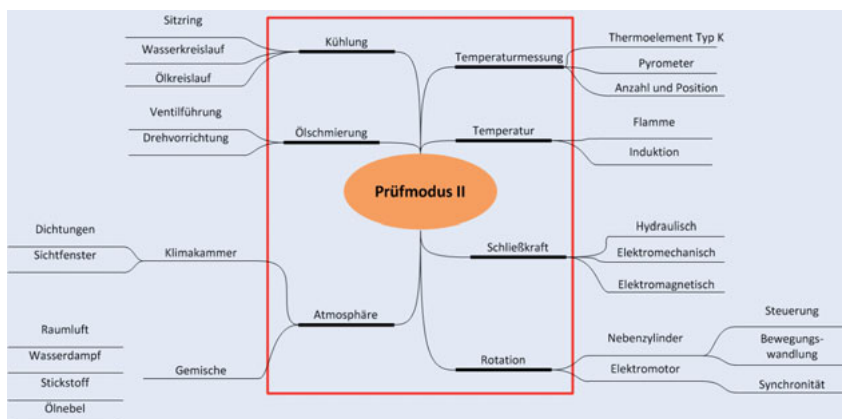 Sitzring
Kühlung
Wasserkreislauf
Ölkreislauf
Ventilführung
Ölschmierung
Drehvorrichtung
Temperaturmessung
Thermoelement Typ K
Pyrometer
Anzahl und Position
Temperatur
Flamme
Induktion
Prüfmodus II
Dichtungen
Sichtfenster
Klimakammer
Atmosphäre
Raumluft
Wasserdampf
Stickstoff
Ölnebel
Gemische
Schließkraft
Hydraulisch
Elektromechanisch
Elektromagnetisch
Rotation
Nebenzylinder
Elektromotor
Steuerung
Bewegungs-
wandlung
Synchronität